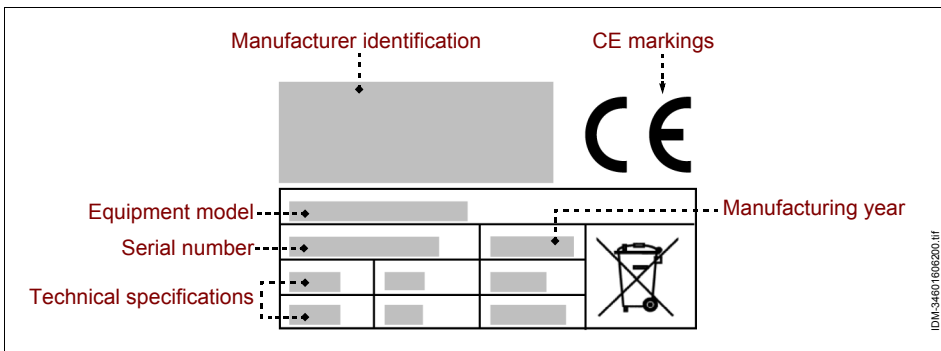 Manufacturer identification
CE markings
CE
Equipment model
Manufacturing year
Serial number
Technical specifications
IDM-34601606200.tif